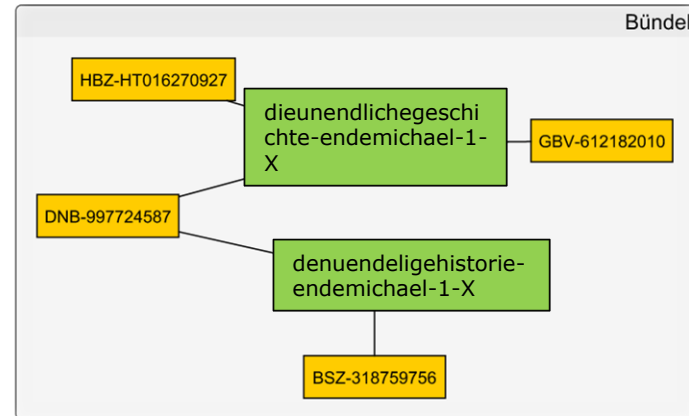 Bündel
HBZ-HT016270927
dieunendlichegeschi
chte-endemichael-1-
X
GBV-612182010
DNB-997724587
denuendeligehistorie-
endemichael-1-X
BSZ-318759756